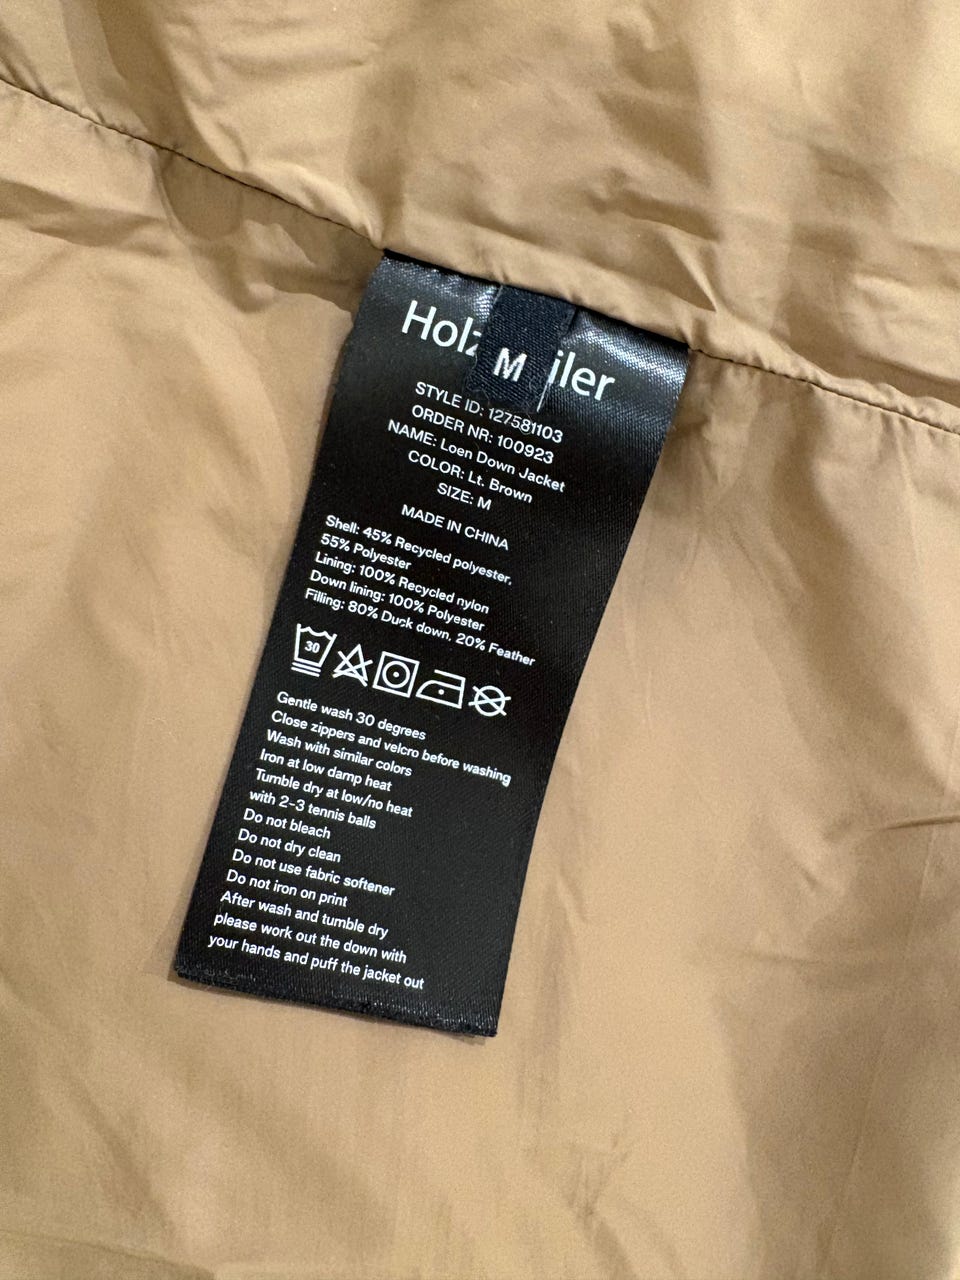 Holz iler
M
STYLE ID: 127581103
ORDER NR: 100923
NAME: Loen Down Jacket
COLOR: Lt. Brown
SIZE: M
MADE IN CHINA
Shell: 45% Recycled polyester,
55% Polyester
Lining: 100% Recycled nylon
Down lining: 100% Polyester
Filling: 80% Duck down, 20% Feather
30
Gentle wash 30 degrees
Close zippers and velcro before washing
Wash with similar colors
Iron at low damp heat
Tumble dry at low/no heat
with 2-3 tennis balls
Do not bleach
Do not dry clean
Do not use fabric softener
Do not iron on print
After wash and tumble dry
please work out the down with
your hands and puff the jacket out